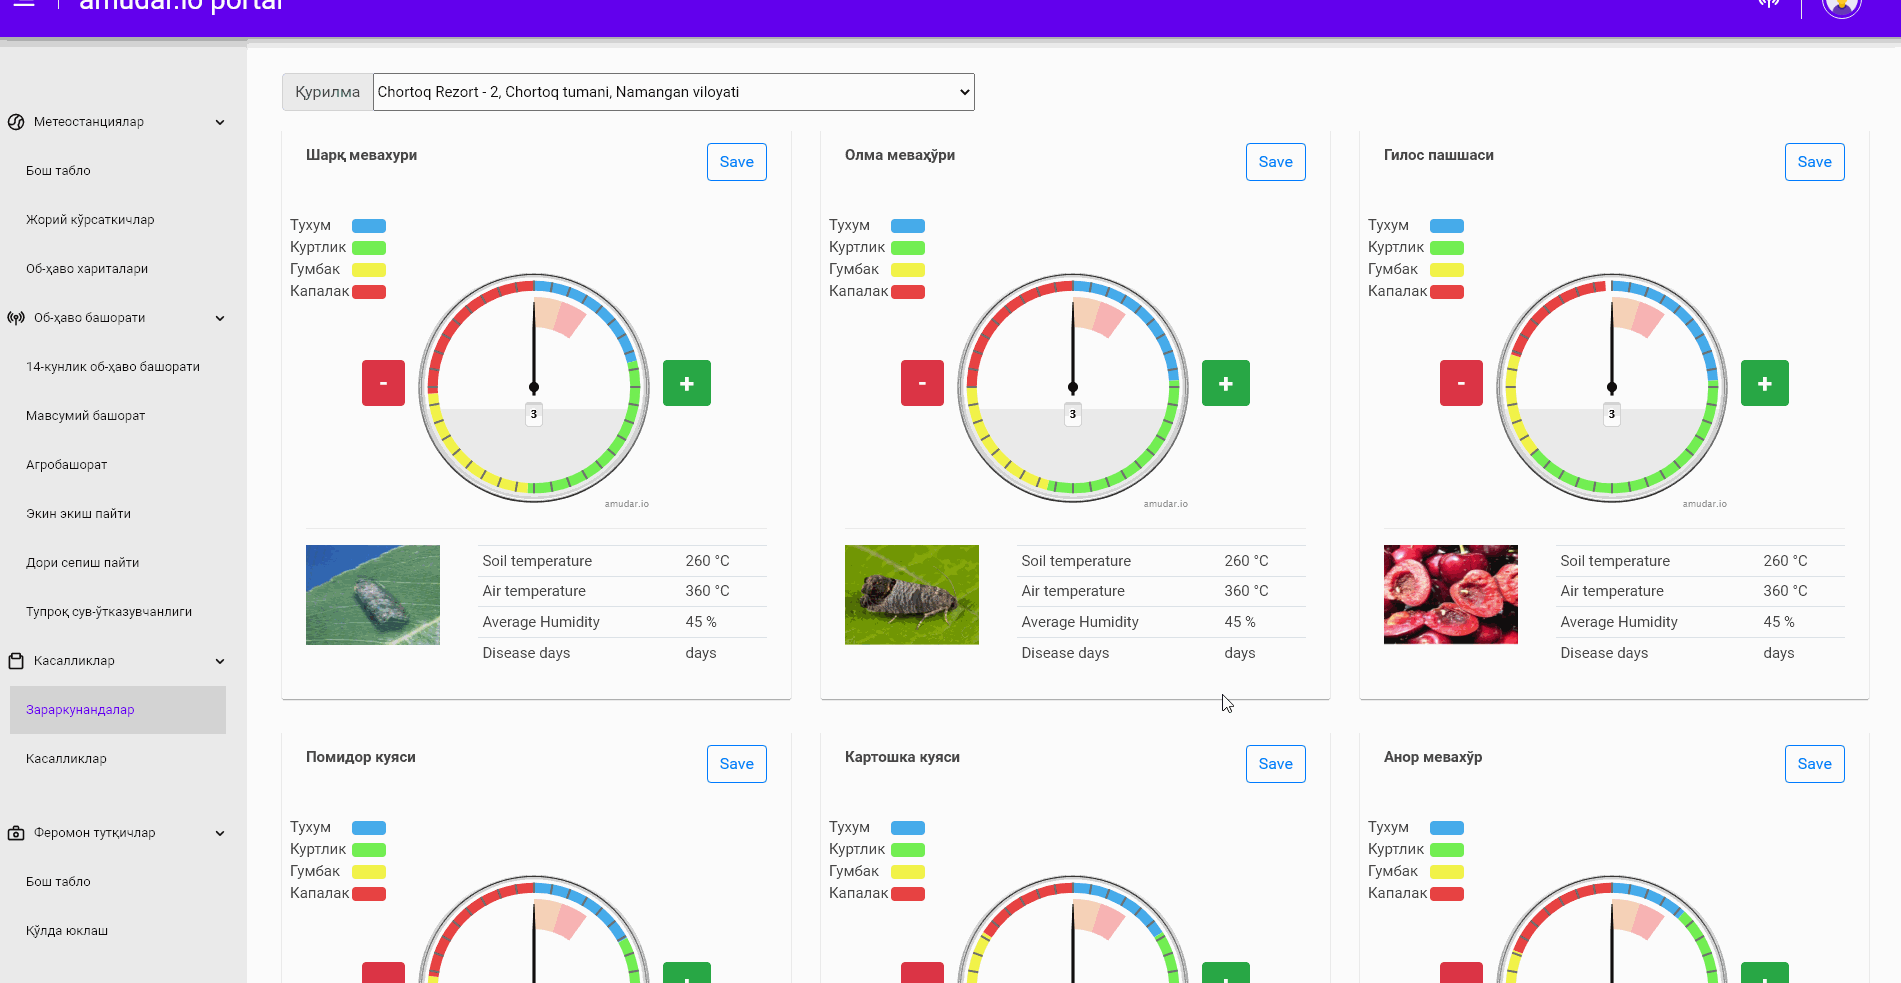 amudar.io portal
Метеостанциялар
Бош табло
Жорий кўрсаткичлар
Об-ҳаво хариталари
Об-ҳаво башорати
14-кунлик об-ҳаво башорати
Мавсумий башорат
Агробашорат
Экин экиш пайти
Дори сепиш пайти
Тупроқ сув-ўтказувчанлиги
Касалликлар
Зараркунандалар
Касалликлар
Феромон тутқичлар
Бош табло
Қўлда юклаш
Қурилма Chortoq Rezort - 2, Chortoq tumani, Namangan viloyati
Шарқ мевахури
Save
Тухум
Куртлик
Гумбак
Капалак
-
+
3
amudar.io
Soil temperature 260 °C
Air temperature 360 °C
Average Humidity 45 %
Disease days days
Олма меваҳўри
Save
Тухум
Куртлик
Гумбак
Капалак
-
+
3
amudar.io
Soil temperature 260 °C
Air temperature 360 °C
Average Humidity 45 %
Disease days days
Гилос пашшаси
Save
Тухум
Куртлик
Гумбак
Капалак
-
+
3
amudar.io
Soil temperature 260 °C
Air temperature 360 °C
Average Humidity 45 %
Disease days days
Помидор куяси
Save
Тухум
Куртлик
Гумбак
Капалак
Картошка куяси
Save
Тухум
Куртлик
Гумбак
Капалак
Анор мевахўр
Save
Тухум
Куртлик
Гумбак
Капалак